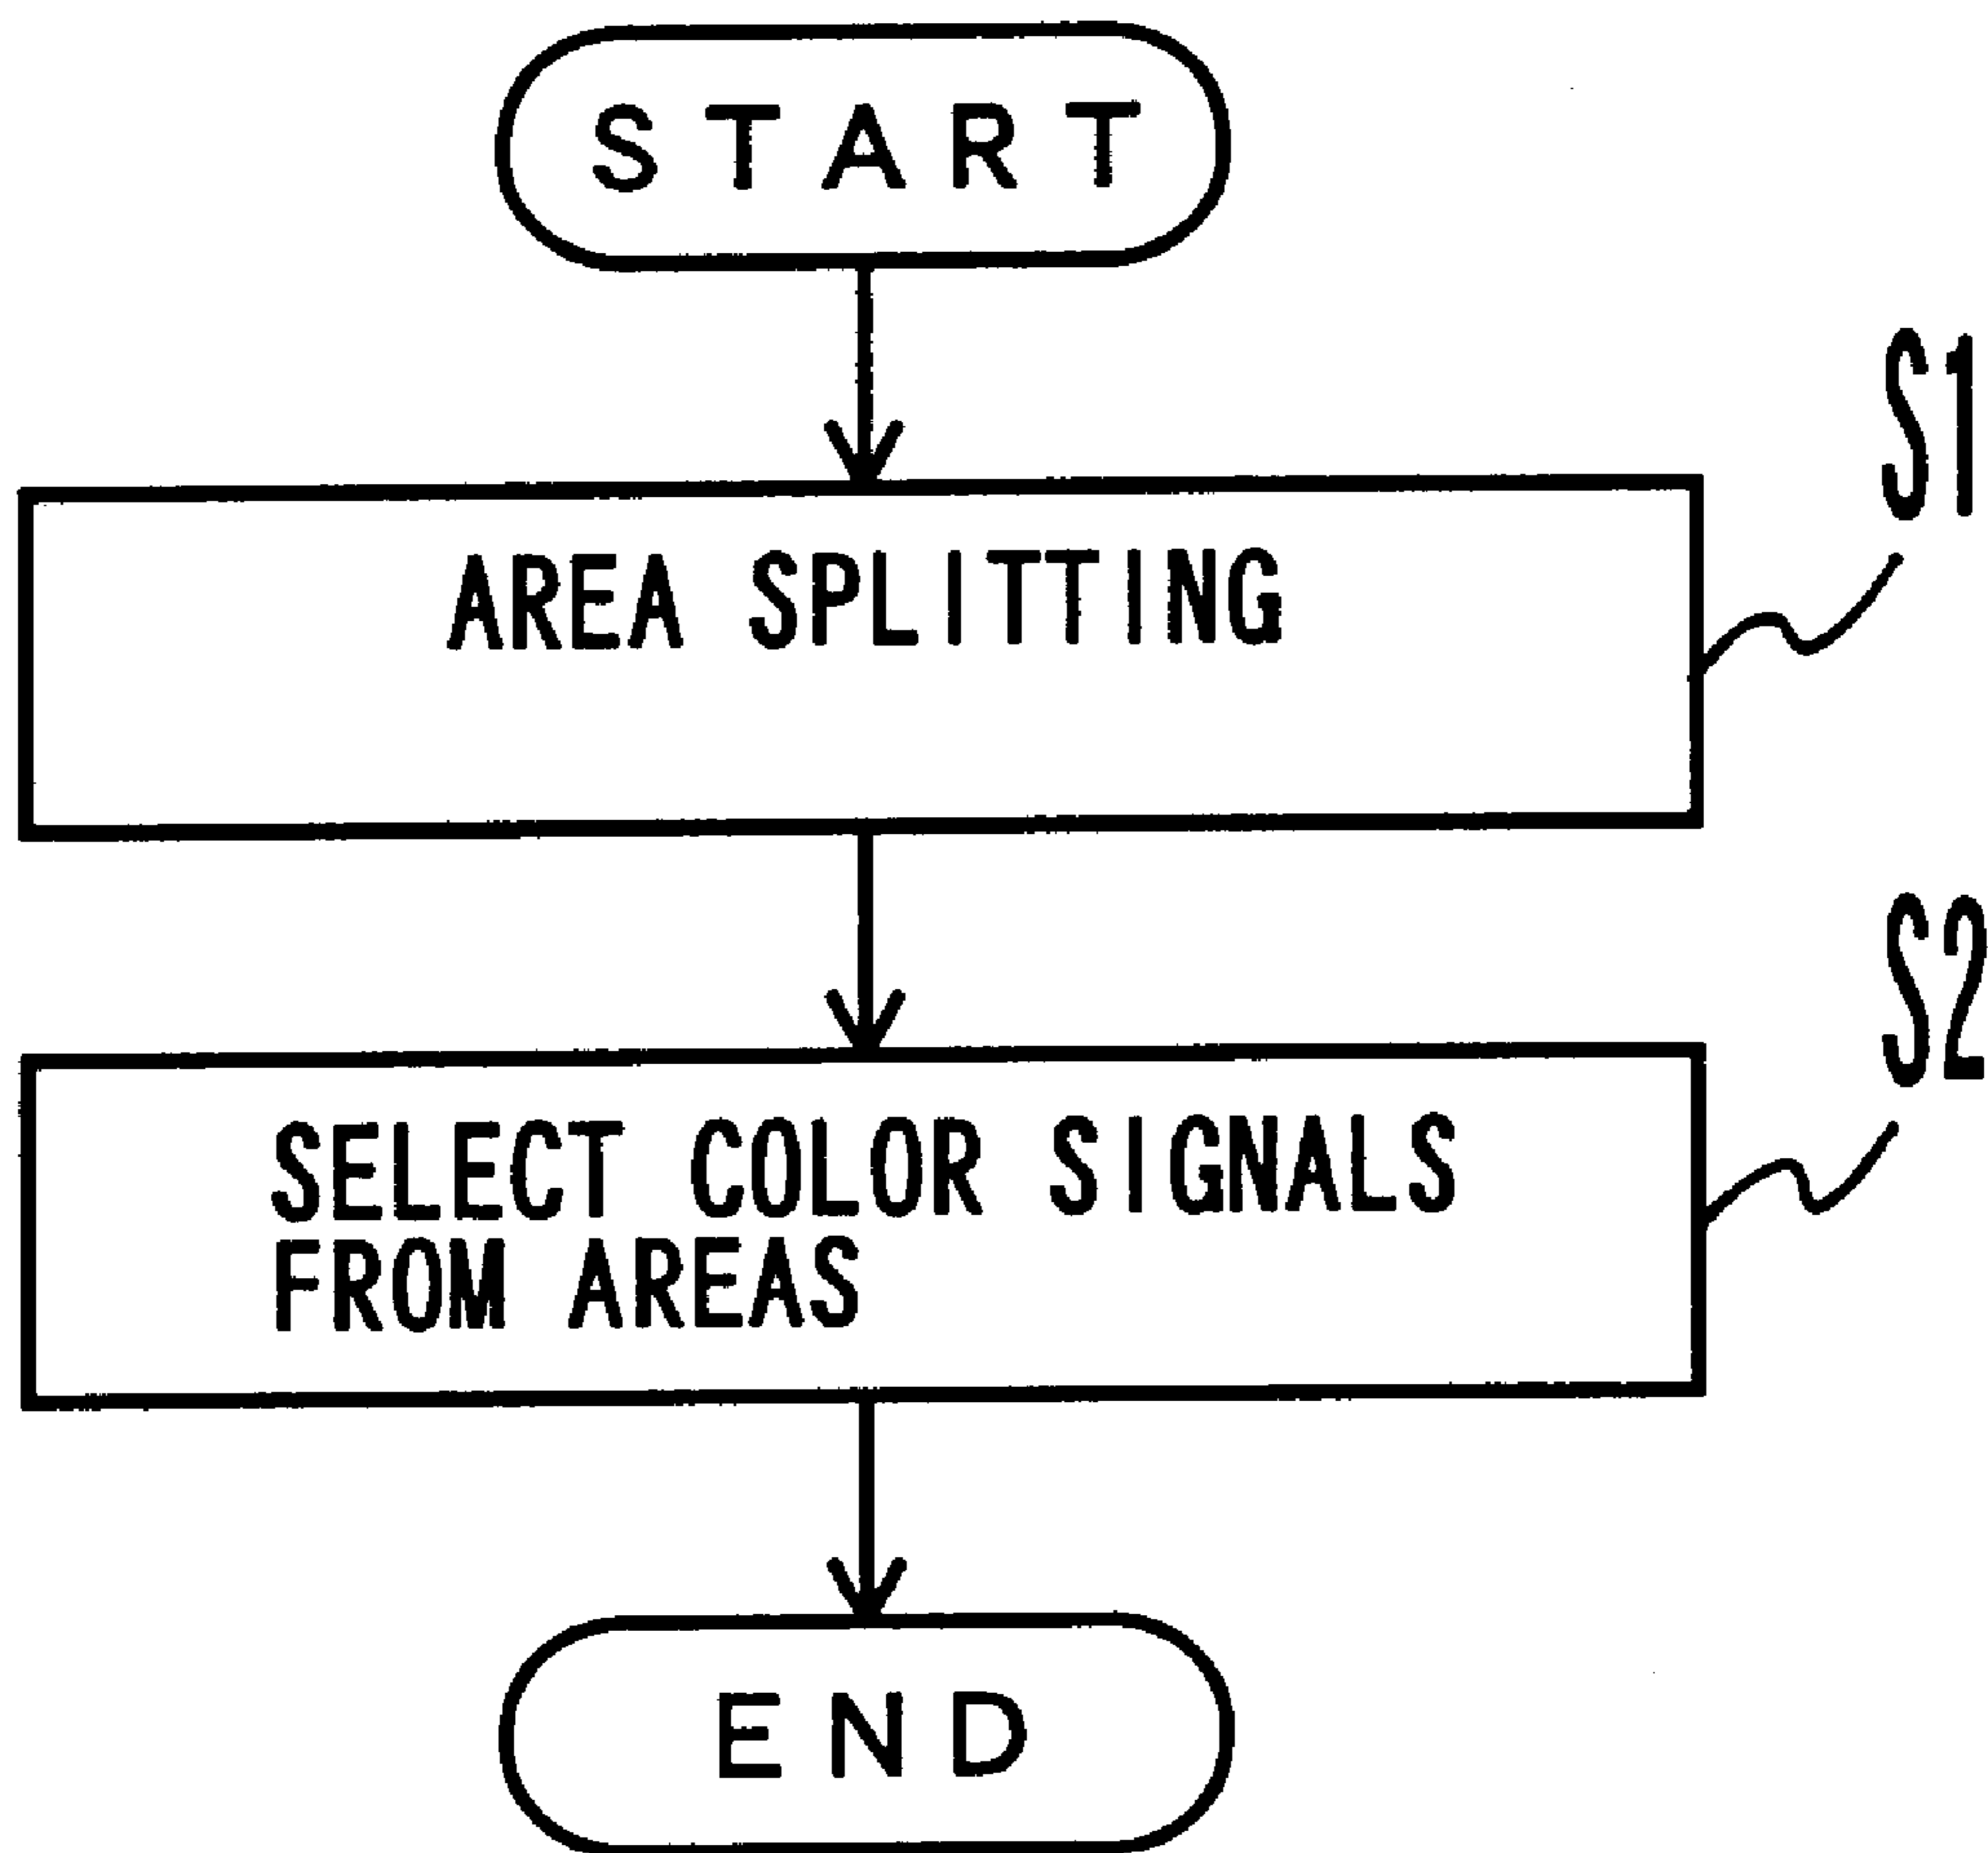 START
S1
AREA SPLITTING
S2
SELECT COLOR SIGNALS
FROM AREAS
END